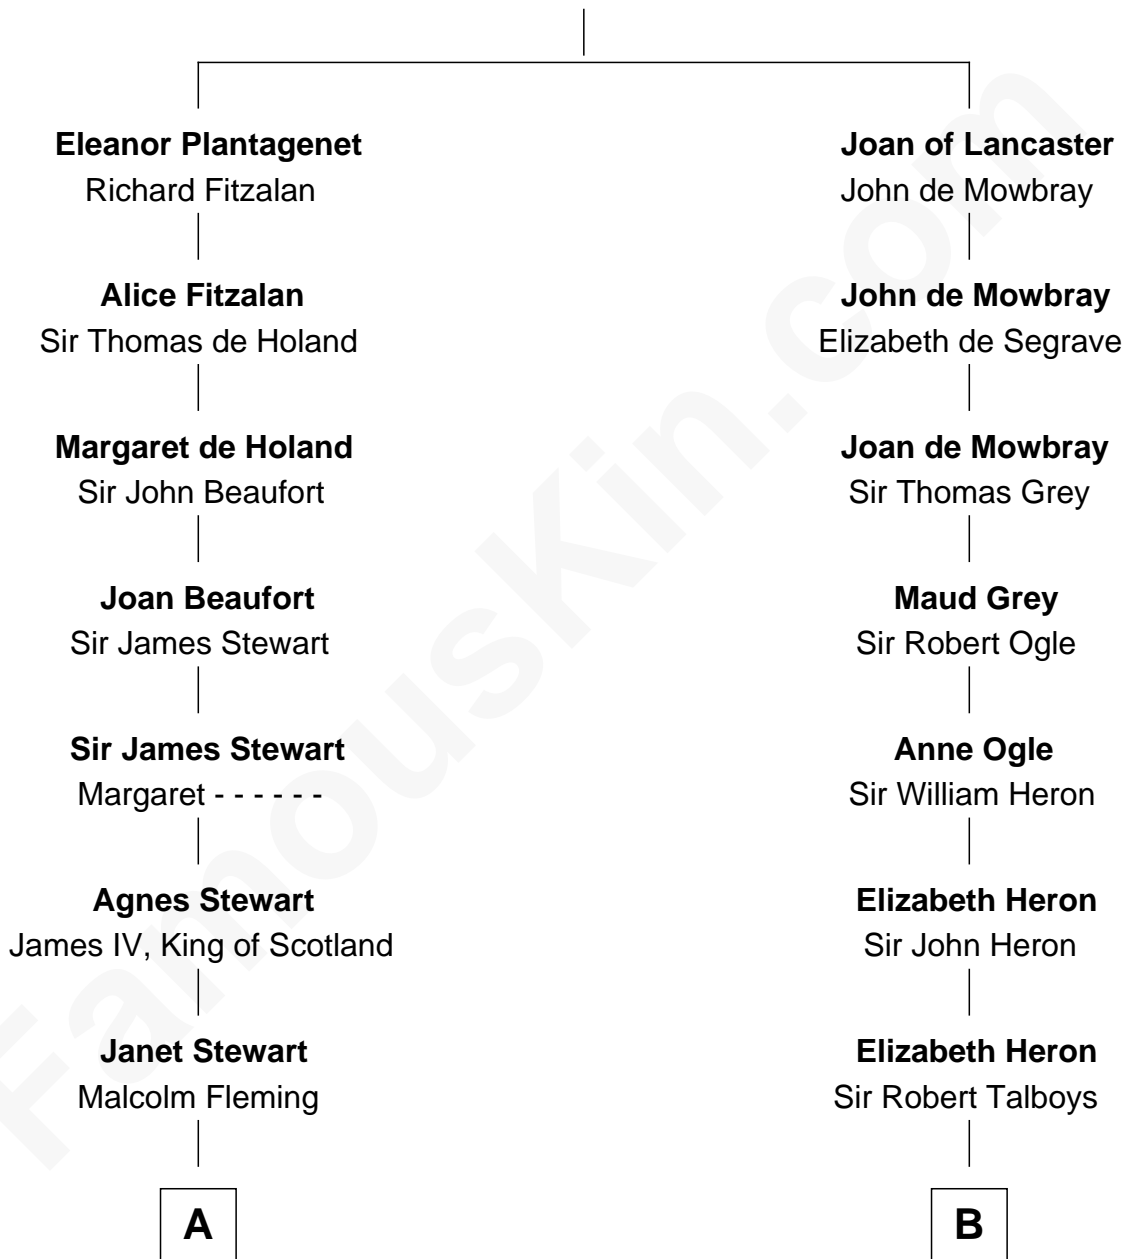 Eleanor Plantagenet
Richard Fitzalan
Alice Fitzalan
Sir Thomas de Holand
Margaret de Holand
Sir John Beaufort
Joan Beaufort
Sir James Stewart
Sir James Stewart
Margaret - - - - - -
Agnes Stewart
James IV, King of Scotland
Janet Stewart
Malcolm Fleming
A
Joan of Lancaster
John de Mowbray
John de Mowbray
Elizabeth de Segrave
Joan de Mowbray
Sir Thomas Grey
Maud Grey
Sir Robert Ogle
Anne Ogle
Sir William Heron
Elizabeth Heron
Sir John Heron
Elizabeth Heron
Sir Robert Talboys
B
FamousKin.com